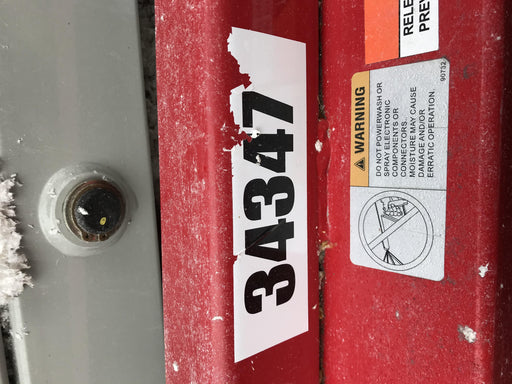 34347
RELE
PREV
WARNING
DO NOT POWERWASH OR
SPRAY ELECTRONIC
COMPONENTS OR
CONNECTORS.
MOISTURE MAY CAUSE
DAMAGE AND/OR
ERRATIC OPERATION.
90732